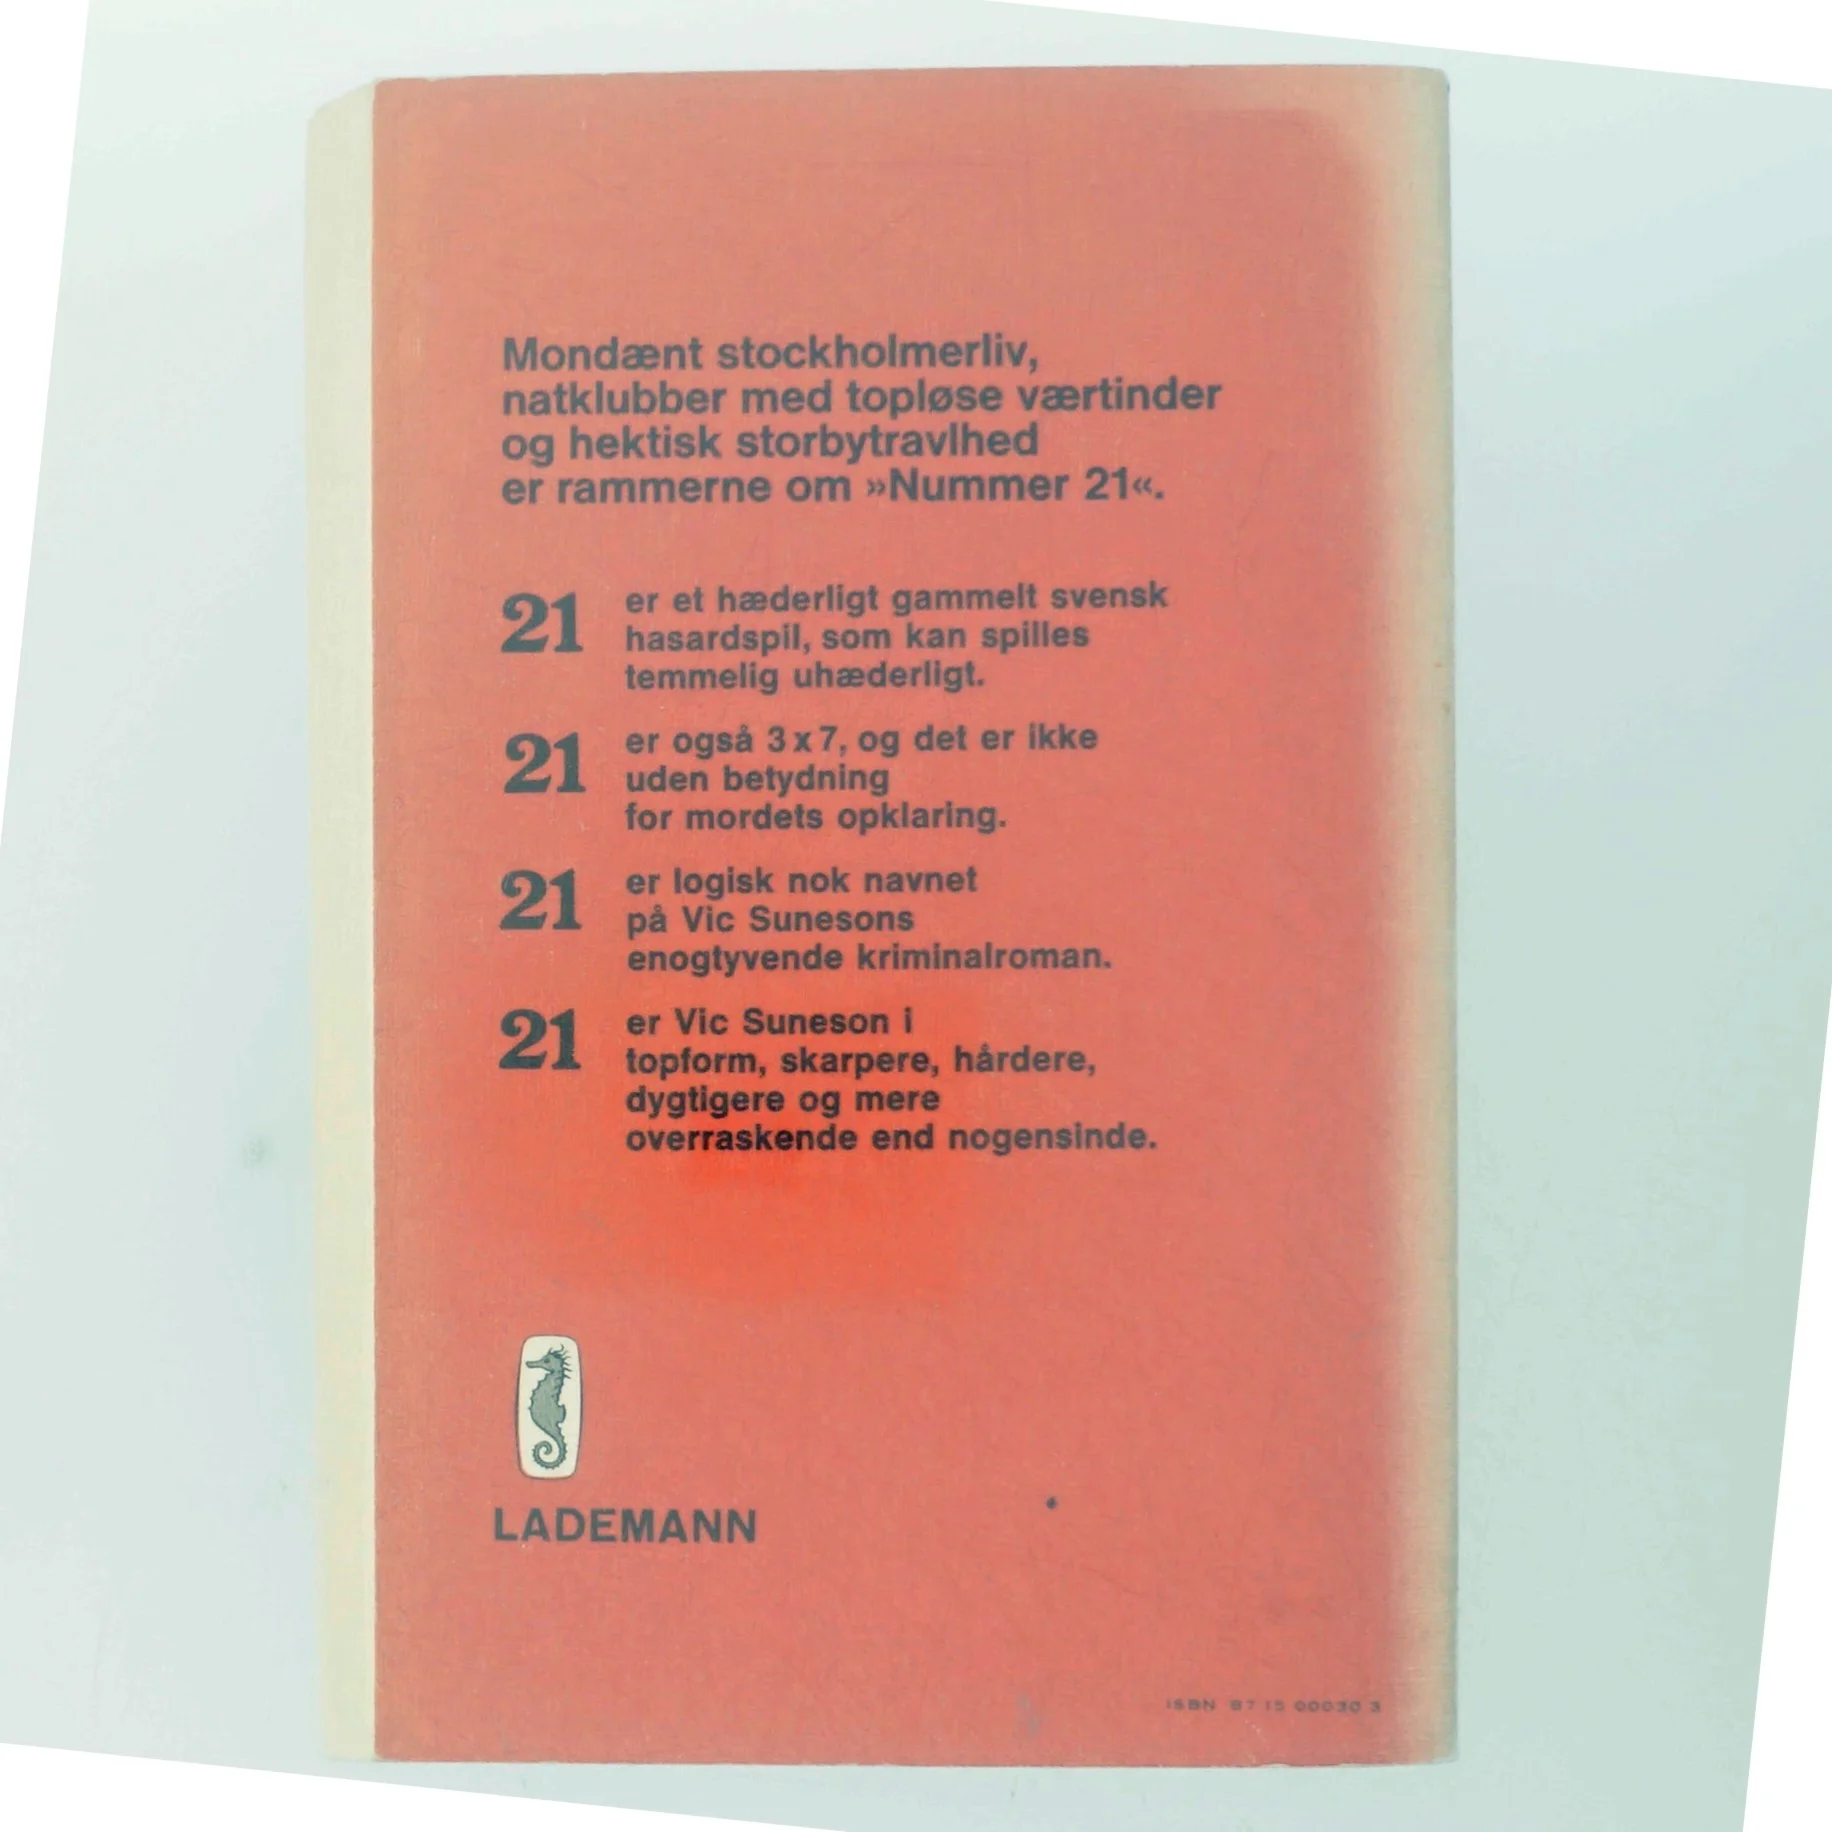 Mondænt stockholmerliv,
natklubber med topløse værtinder
og hektisk storbytravlhed
er rammerne om »Nummer 21«.
21 er et hæderligt gammelt svensk
hasardspil, som kan spilles
temmelig uhæderligt.
21 er også 3 x 7, og det er ikke
uden betydning
for mordets opklaring.
21 er logisk nok navnet
på Vic Sunesons
enogtyvende kriminalroman.
21 er Vic Suneson i
topform, skarpere, hårdere,
dygtigere og mere
overraskende end nogensinde.
LADEMANN
ISBN 87 15 00030 3